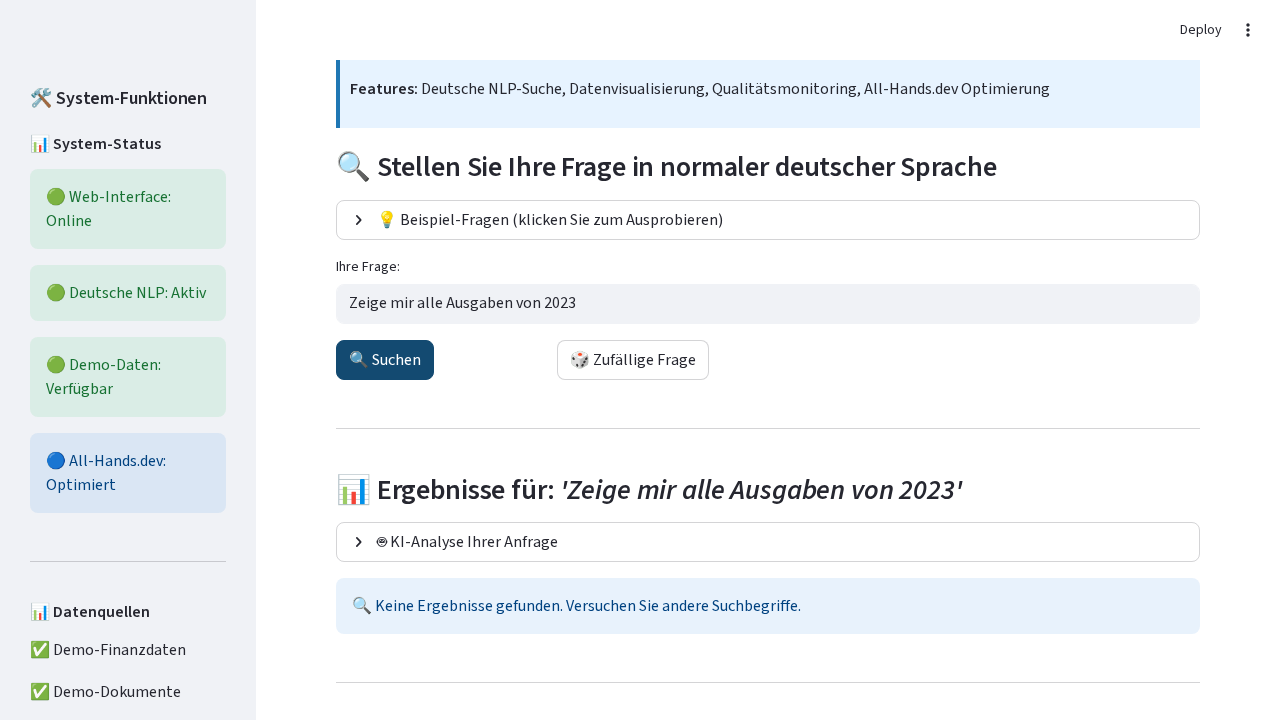 Deploy
🛠️ System-Funktionen
📊 System-Status
🟢 Web-Interface:
Online
🟢 Deutsche NLP: Aktiv
🟢 Demo-Daten:
Verfügbar
🔵 All-Hands.dev:
Optimiert
📊 Datenquellen
✅ Demo-Finanzdaten
✅ Demo-Dokumente
Features: Deutsche NLP-Suche, Datenvisualisierung, Qualitätsmonitoring, All-Hands.dev Optimierung
🔍 Stellen Sie Ihre Frage in normaler deutscher Sprache
💡 Beispiel-Fragen (klicken Sie zum Ausprobieren)
Ihre Frage:
Zeige mir alle Ausgaben von 2023
🔍 Suchen
🎲 Zufällige Frage
📊 Ergebnisse für: 'Zeige mir alle Ausgaben von 2023'
KI-Analyse Ihrer Anfrage
🔍 Keine Ergebnisse gefunden. Versuchen Sie andere Suchbegriffe.